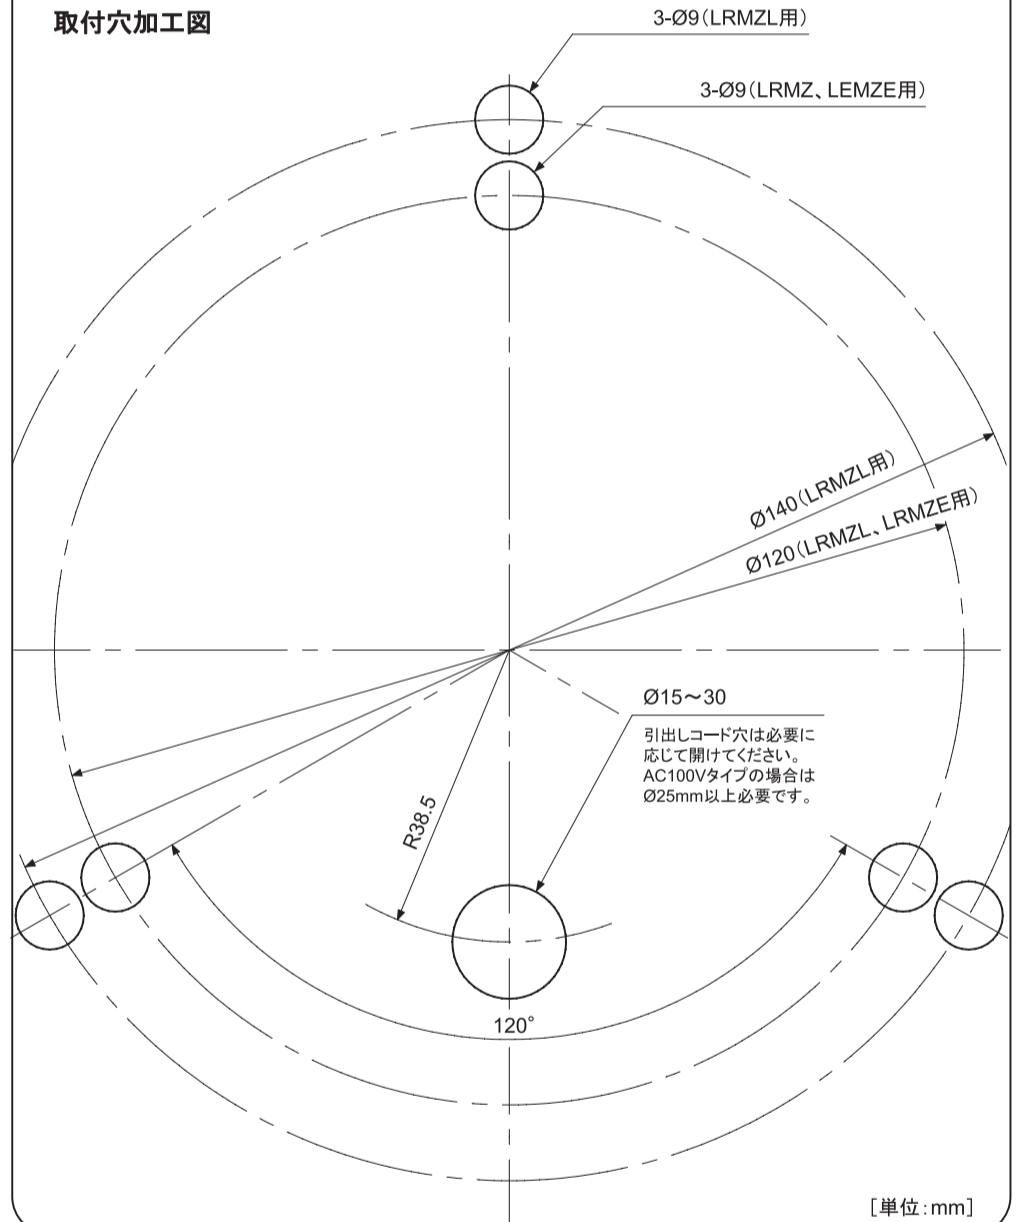 取付穴加工図
3-Ø9(LRMZL用)
3-Ø9(LRMZ、LEMZE用)
Ø140(LRMZL用)
Ø120(LRMZL、LRMZE用)
Ø15~30
引出しコード穴は必要に
応じて開けてください。
AC100Vタイプの場合は
Ø25mm以上必要です。
R38.5
120°
[単位:mm]